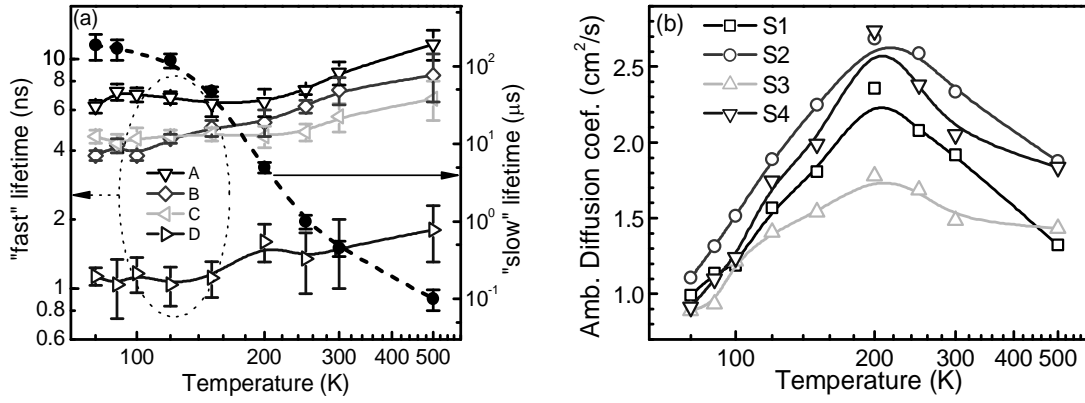 (a)
"fast" lifetime (ns)
10
8
6
4
2
1
0.8
0.6
A
B
C
D
10²
10¹
10⁰
10⁻¹
"slow" lifetime (μs)
100 200 300 400 500
Temperature (K)
(b)
Amb. Diffusion coef. (cm²/s)
2.5
2.0
1.5
1.0
S1
S2
S3
S4
100 200 300 400 500
Temperature (K)